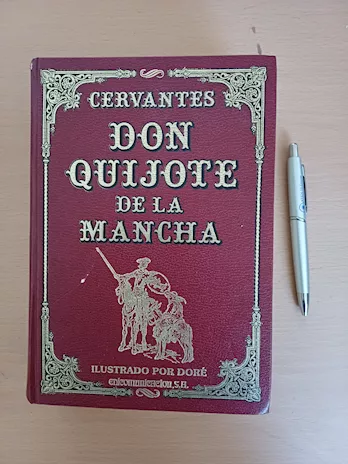 CERVANTES
DON
QUIJOTE
DE LA
MANCHA
ILUSTRADO POR DORÉ
edicomunicacion, S.A.